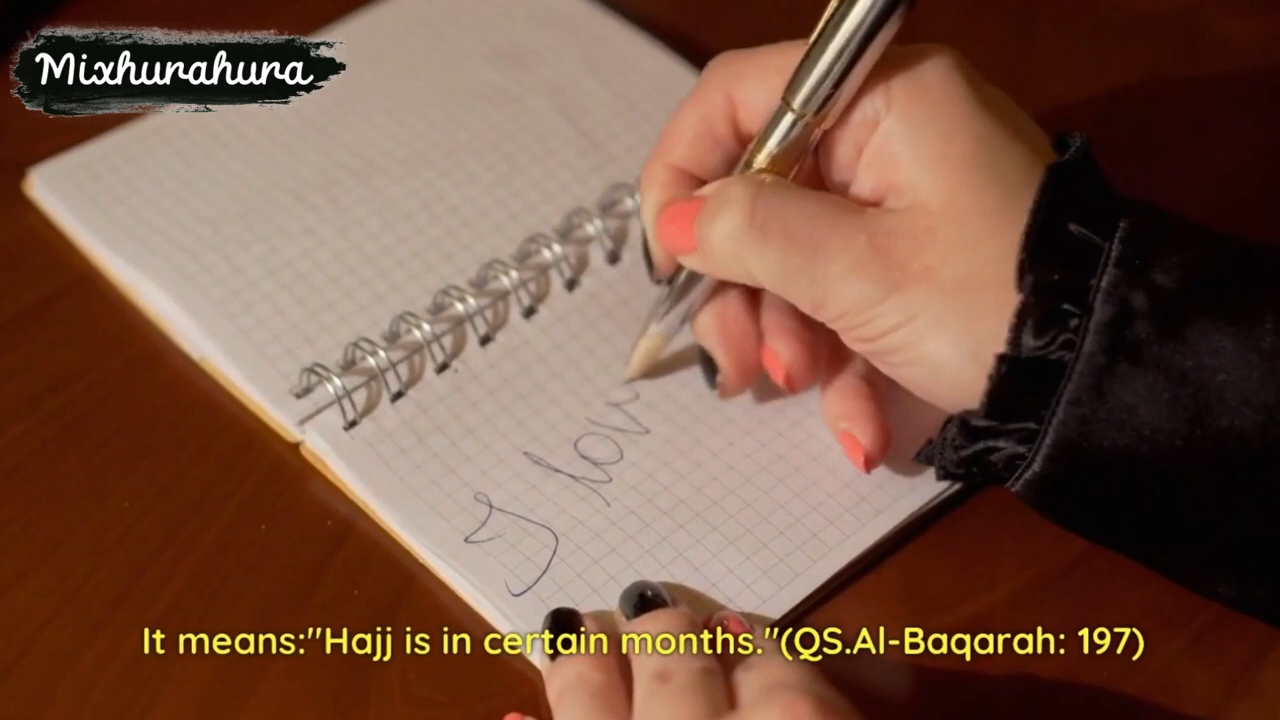 Mixhurahura
I lov
It means:"Hajj is in certain months."(QS.Al-Baqarah: 197)